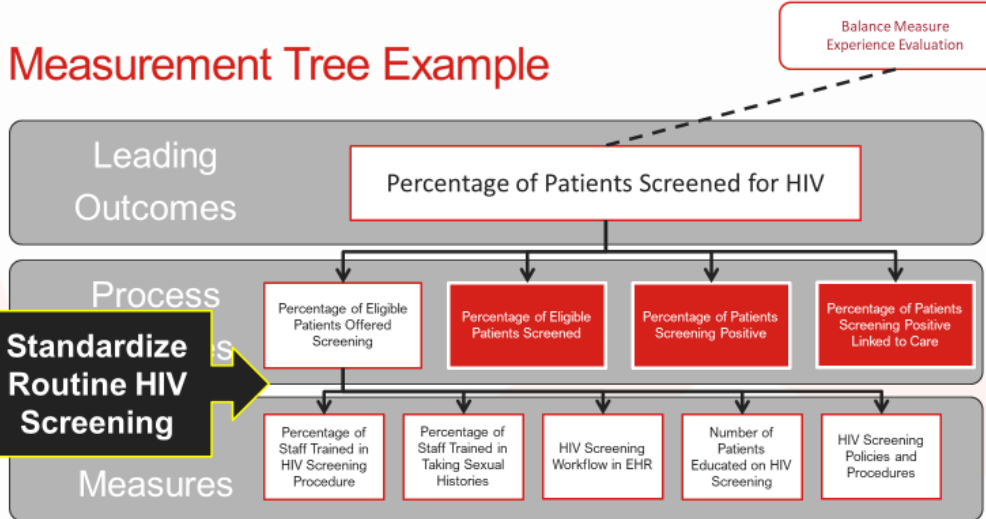 Balance Measure
Experience Evaluation
Measurement Tree Example
Leading
Outcomes
Percentage of Patients Screened for HIV
Process
Percentage of Eligible
Patients Offered
Screening
Percentage of Eligible
Patients Screened
Percentage of Patients
Screening Positive
Percentage of Patients
Screening Positive
Linked to Care
Standardize
Routine HIV
Screening
Percentage of
Staff Trained in
HIV Screening
Procedure
Percentage of
Staff Trained in
Taking Sexual
Histories
HIV Screening
Workflow in EHR
Number of
Patients
Educated on HIV
Screening
HIV Screening
Policies and
Procedures
Measures